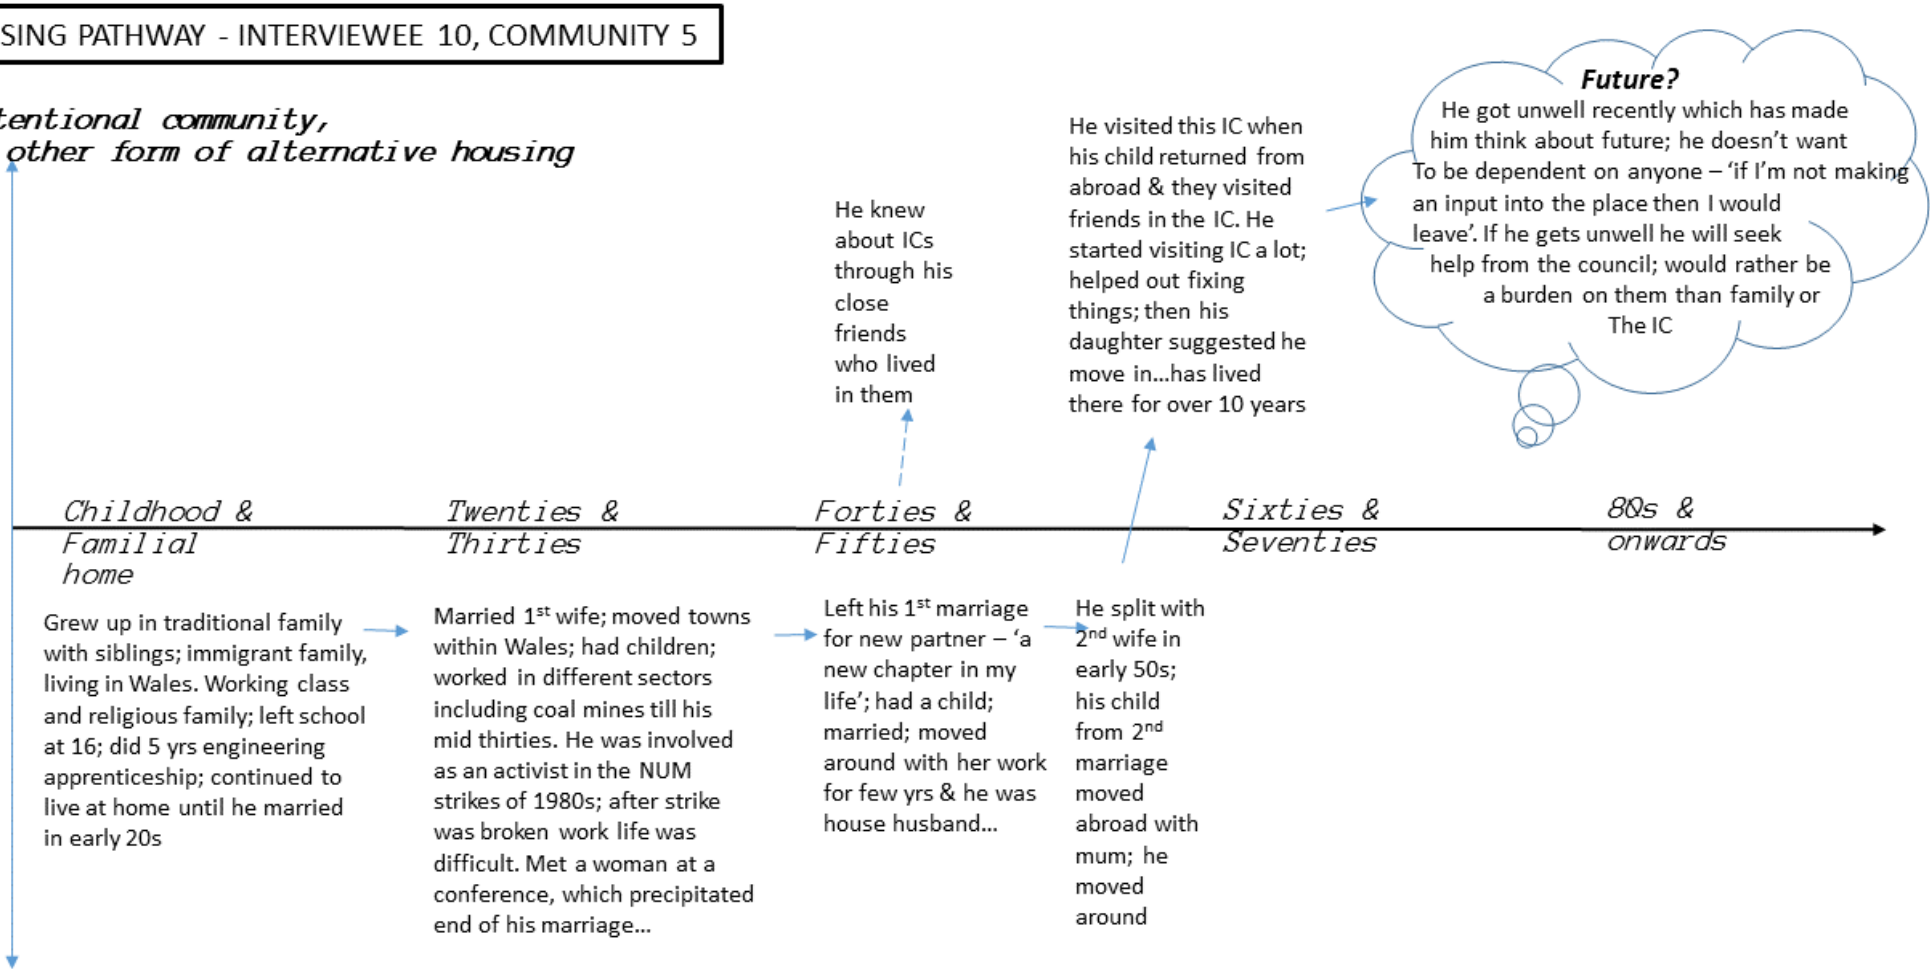 SING PATHWAY - INTERVIEWEE 10, COMMUNITY 5
tentional community,
other form of alternative housing
He knew
about ICs
through his
close
friends
who lived
in them
He visited this IC when
his child returned from
abroad & they visited
friends in the IC. He
started visiting IC a lot;
helped out fixing
things; then his
daughter suggested he
move in...has lived
there for over 10 years
Future?
He got unwell recently which has made
him think about future; he doesn't want
To be dependent on anyone – 'if I'm not making
an input into the place then I would
leave'. If he gets unwell he will seek
help from the council; would rather be
a burden on them than family or
The IC
Childhood &
Familial
home
Twenties &
Thirties
Forties &
Fifties
Sixties &
Seventies
80s &
onwards
Grew up in traditional family
with siblings; immigrant family,
living in Wales. Working class
and religious family; left school
at 16; did 5 yrs engineering
apprenticeship; continued to
live at home until he married
in early 20s
Married 1st wife; moved towns
within Wales; had children;
worked in different sectors
including coal mines till his
mid thirties. He was involved
as an activist in the NUM
strikes of 1980s; after strike
was broken work life was
difficult. Met a woman at a
conference, which precipitated
end of his marriage...
Left his 1st marriage
for new partner – 'a
new chapter in my
life'; had a child;
married; moved
around with her work
for few yrs & he was
house husband...
He split with
2nd wife in
early 50s;
his child
from 2nd
marriage
moved
abroad with
mum; he
moved
around